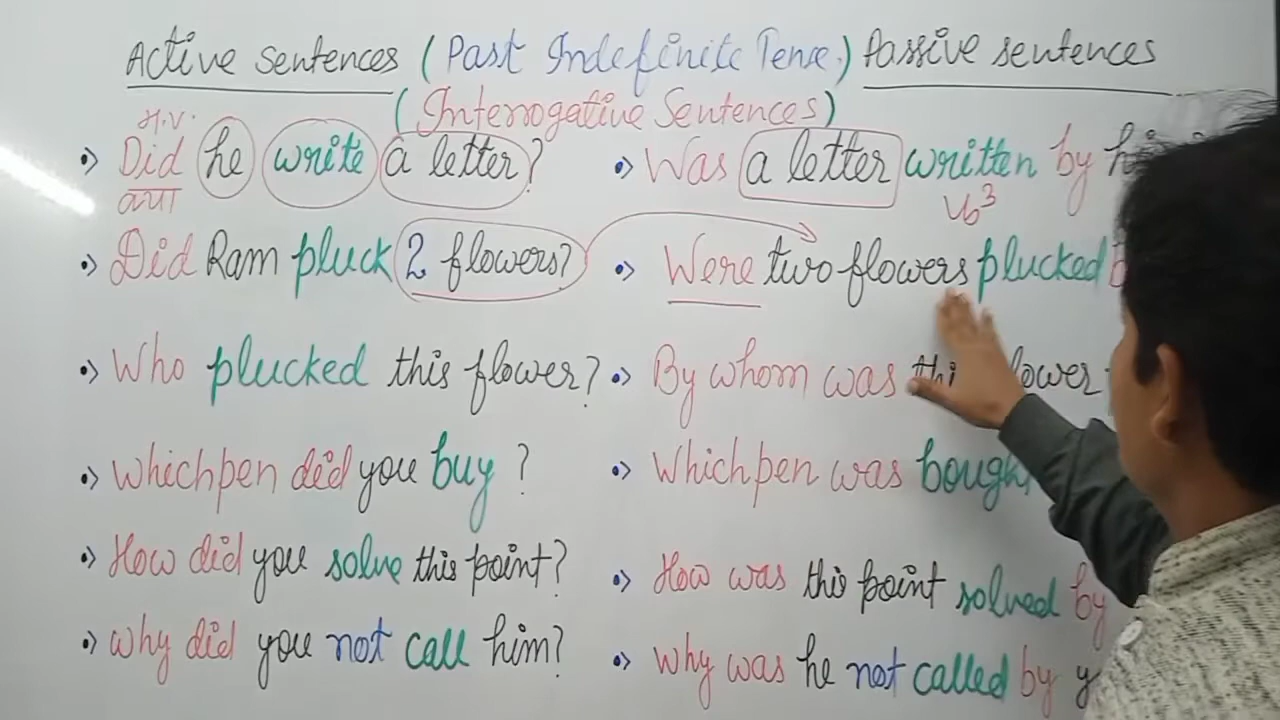 Active Sentences (Past Indefinite Tense.) Passive sentences
(Interrogative Sentences)
H.V.
•) Did he write a letter? •) Was a letter written by
aux Vb3
•) Did Ram pluck 2 flowers? •) Were two flowers plucked
•) Who plucked this flower? •) By whom was
•) Which pen did you buy ? •) Which pen was bough
•) How did you solve this point? •) How was this point solved by
•) why did you not call him? •) Why was he not called by y